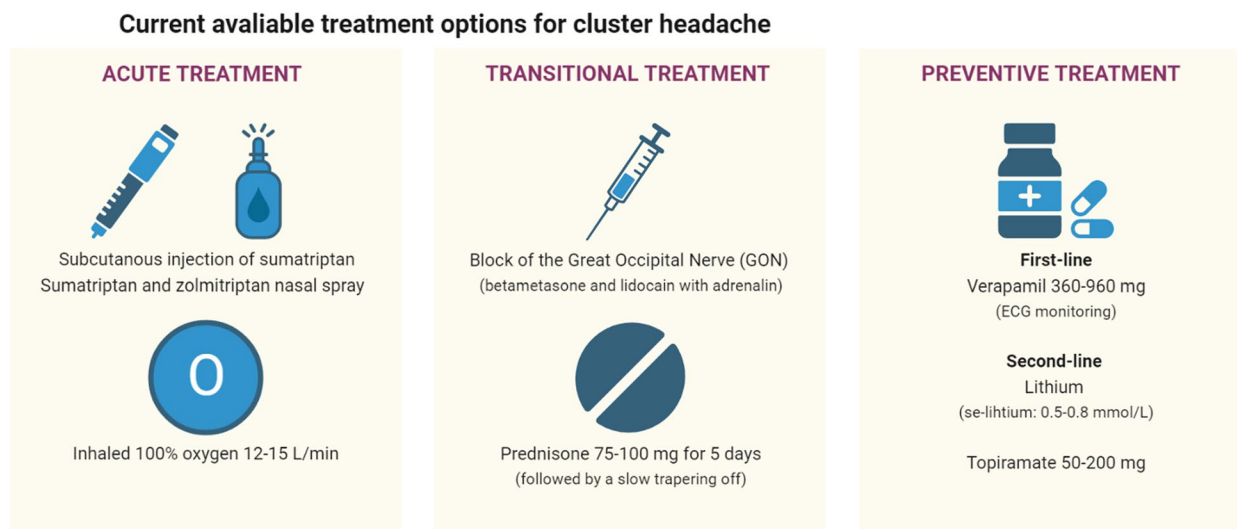 Current avaliable treatment options for cluster headache
ACUTE TREATMENT
Subcutanous injection of sumatriptan
Sumatriptan and zolmitriptan nasal spray
O
Inhaled 100% oxygen 12-15 L/min
TRANSITIONAL TREATMENT
Block of the Great Occipital Nerve (GON)
(betametasone and lidocain with adrenalin)
Prednisone 75-100 mg for 5 days
(followed by a slow trapering off)
PREVENTIVE TREATMENT
First-line
Verapamil 360-960 mg
(ECG monitoring)
Second-line
Lithium
(se-lihtium: 0.5-0.8 mmol/L)
Topiramate 50-200 mg